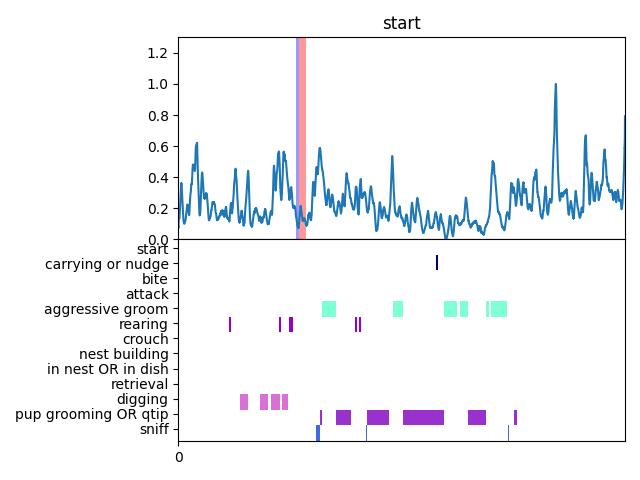 start
1.2
1.0
0.8
0.6
0.4
0.2
0.0
start
carrying or nudge
bite
attack
aggressive groom
rearing
crouch
nest building
in nest OR in dish
retrieval
digging
pup grooming OR qtip
sniff
0